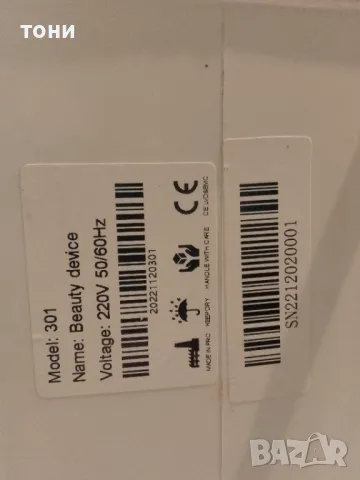 тони
Model: 301
Name: Beauty device
Voltage: 220V 50/60Hz
20221120301
MADE IN PRC KEEP DRY HANDLE WITH CARE
CE
SN2212020001
BAZAR